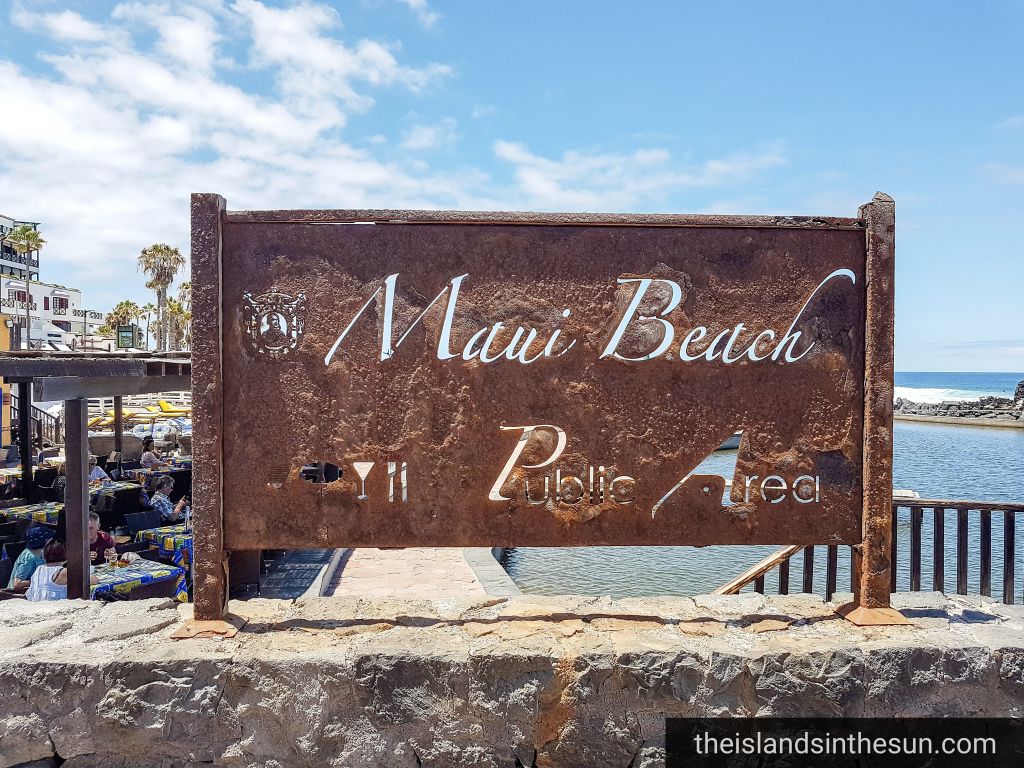 Maui Beach
Public Area
theislandsinthesun.com